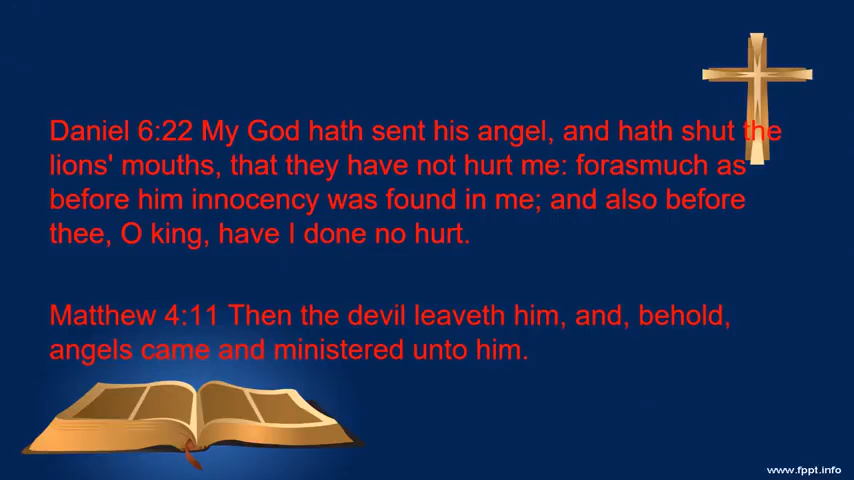 Daniel 6:22 My God hath sent his angel, and hath shut the
lions' mouths, that they have not hurt me: forasmuch as
before him innocency was found in me; and also before
thee, O king, have I done no hurt.
Matthew 4:11 Then the devil leaveth him, and, behold,
angels came and ministered unto him.
www.fppt.info